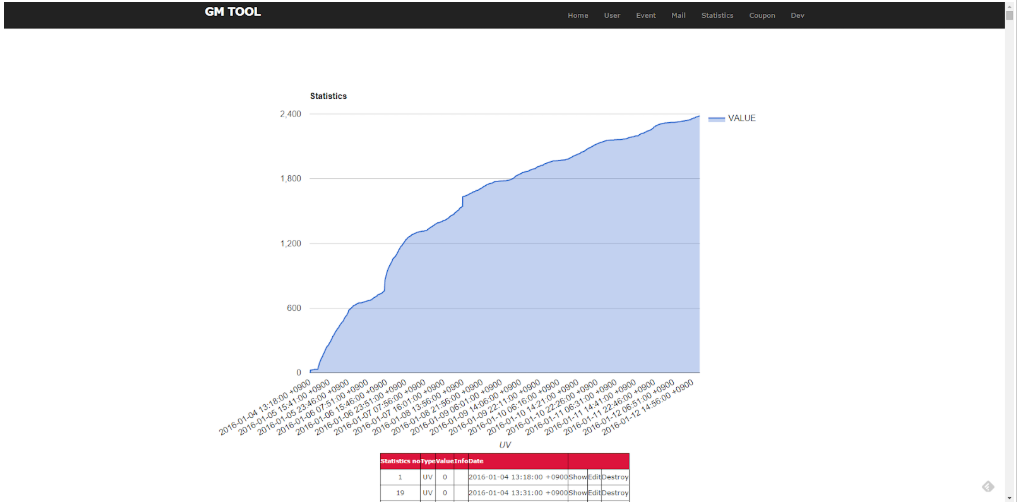 GM TOOL
Home User Event Mall Statistics Coupon Dev
Statistics
VALUE
2,400
1,800
1,200
600
0
2016-01-04 13:18:00 +0900
2016-01-05 15:41:00 +0900
2016-01-05 23:46:00 +0900
2016-01-06 07:51:00 +0900
2016-01-06 15:46:00 +0900
2016-01-06 23:51:00 +0900
2016-01-07 07:56:00 +0900
2016-01-07 16:01:00 +0900
2016-01-08 13:56:00 +0900
2016-01-08 21:56:00 +0900
2016-01-09 06:01:00 +0900
2016-01-09 14:06:00 +0900
2016-01-09 22:11:00 +0900
2016-01-10 06:16:00 +0900
2016-01-10 14:21:00 +0900
2016-01-10 22:26:00 +0900
2016-01-11 06:31:00 +0900
2016-01-11 14:41:00 +0900
2016-01-11 22:46:00 +0900
2016-01-12 06:51:00 +0900
2016-01-12 14:56:00 +0900
UV
Statistics no Type Value Info Date
1 UV 0 2016-01-04 13:18:00 +0900 Show Edit Destroy
19 UV 0 2016-01-04 13:31:00 +0900 Show Edit Destroy